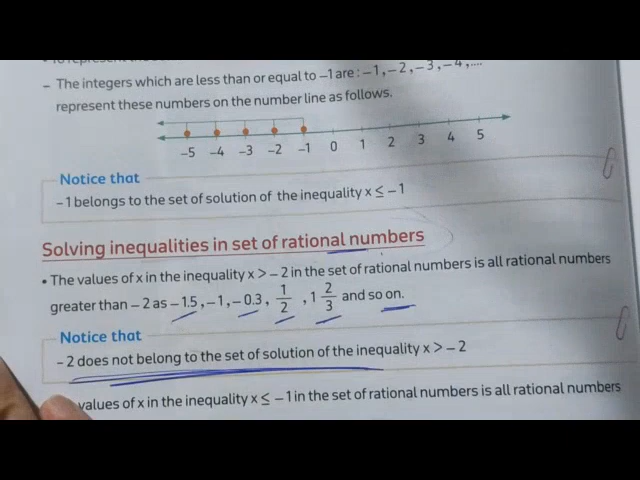 – The integers which are less than or equal to –1 are : –1, –2, –3, –4, ....
represent these numbers on the number line as follows.
–5 –4 –3 –2 –1 0 1 2 3 4 5
Notice that
–1 belongs to the set of solution of the inequality x ≤ –1
Solving inequalities in set of rational numbers
• The values of x in the inequality x > –2 in the set of rational numbers is all rational numbers
greater than –2 as –1.5, –1, –0.3, 1/2, 1 2/3 and so on.
Notice that
–2 does not belong to the set of solution of the inequality x > –2
values of x in the inequality x ≤ –1 in the set of rational numbers is all rational numbers